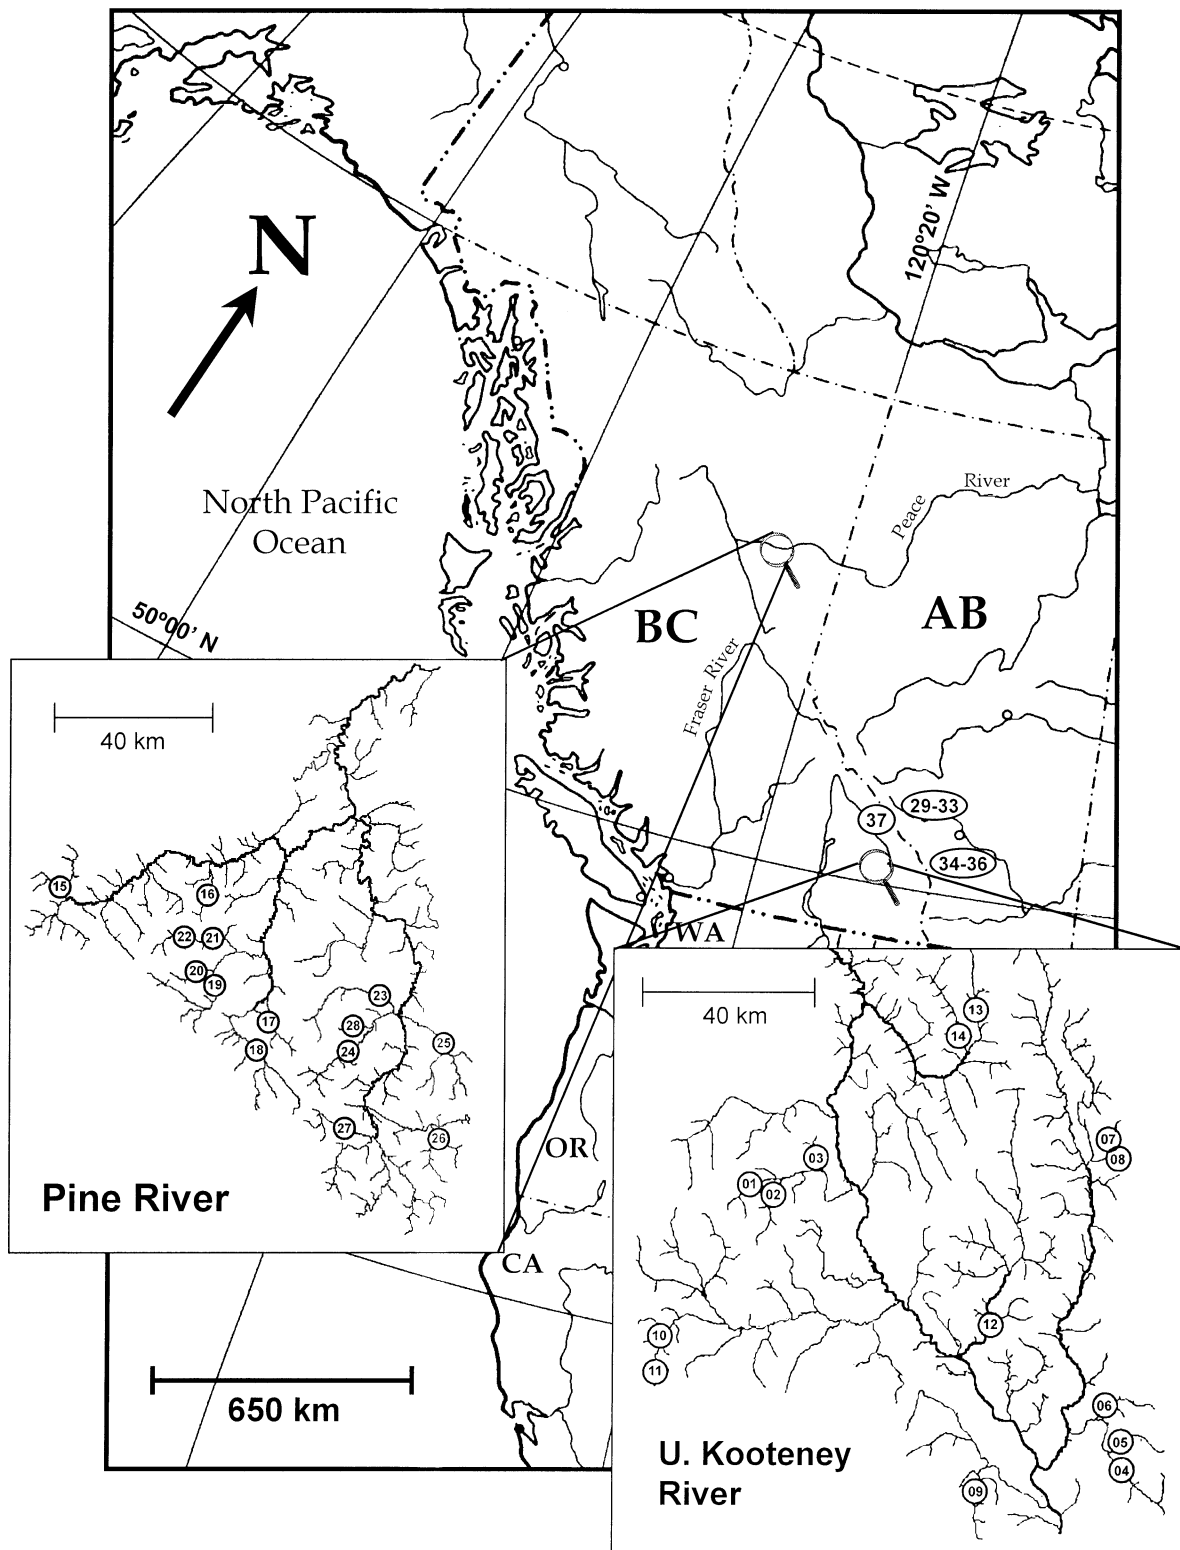 N
120°20' W
North Pacific
Ocean
50°00' N
Peace
River
BC
AB
Fraser River
29-33
37
34-36
WA
OR
CA
650 km
40 km
15
16
22
21
20
19
17
18
23
28
24
25
27
26
Pine River
40 km
13
14
07
08
03
01
02
12
10
11
06
05
04
09
U. Kooteney
River